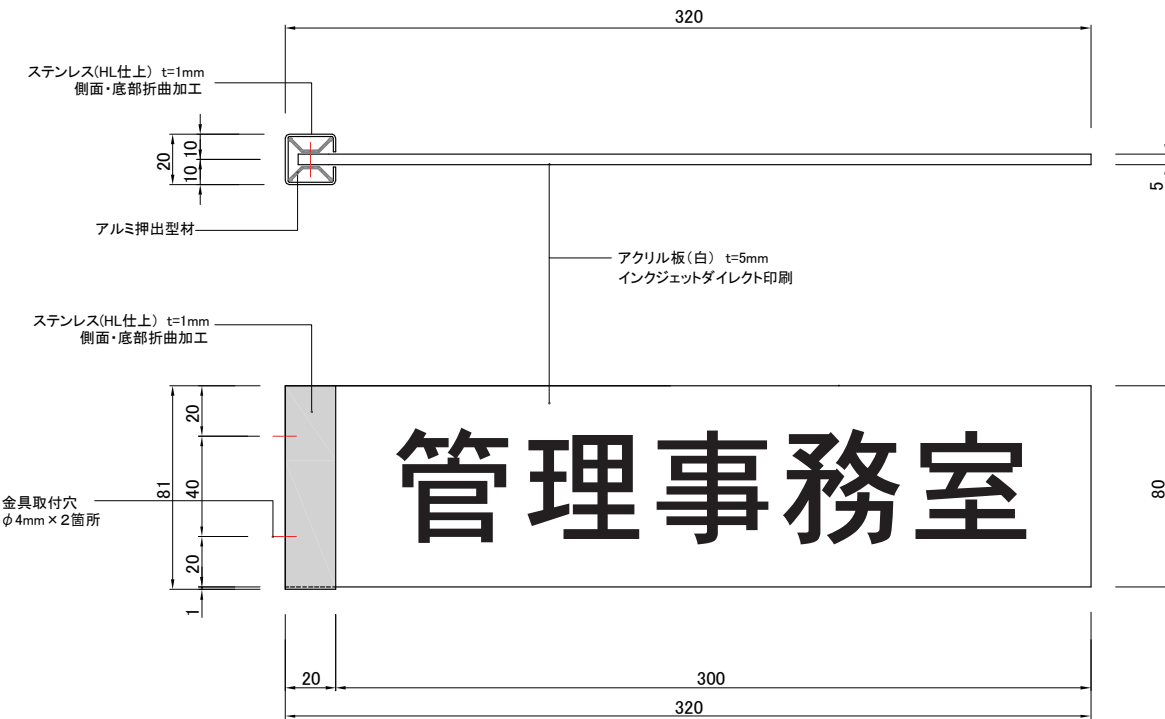 320
ステンレス(HL仕上) t=1mm
側面・底部折曲加工
20
10
10
5
アルミ押出型材
アクリル板(白) t=5mm
インクジェットダイレクト印刷
ステンレス(HL仕上) t=1mm
側面・底部折曲加工
81
20
40
20
1
金具取付穴
φ4mm×2箇所
管理事務室
80
20
300
320